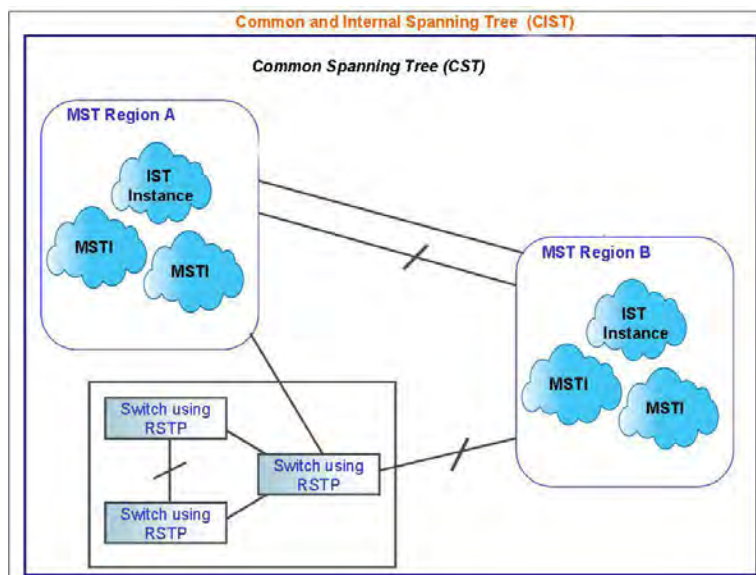 Common and Internal Spanning Tree (CIST)
Common Spanning Tree (CST)
MST Region A
IST
Instance
MSTI
MSTI
MST Region B
IST
Instance
MSTI
MSTI
Switch using
RSTP
Switch using
RSTP
Switch using
RSTP